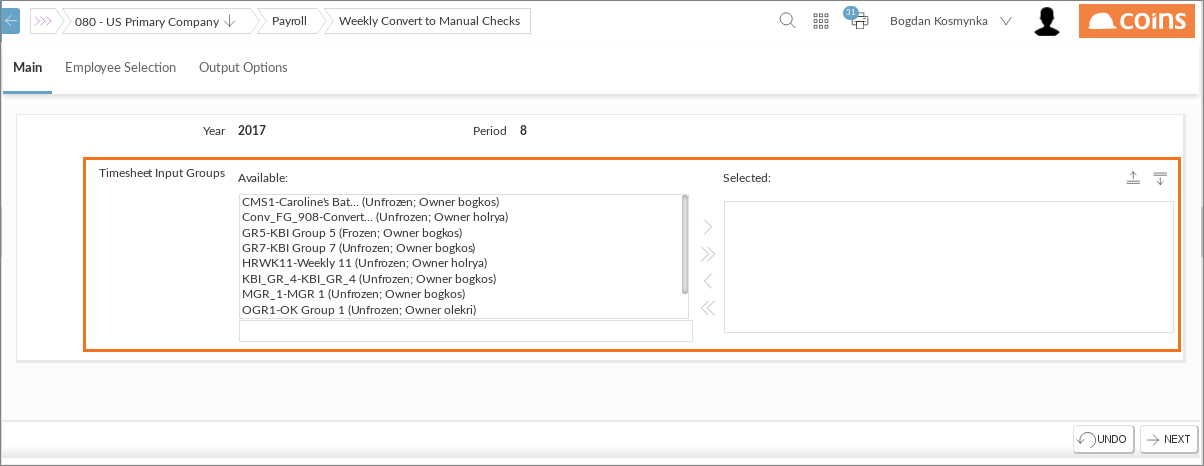 080 - US Primary Company
Payroll
Weekly Convert to Manual Checks
31
Bogdan Kosmynka
coins
Main
Employee Selection
Output Options
Year 2017
Period 8
Timesheet Input Groups
Available:
Selected:
CMS1-Caroline's Bat... (Unfrozen; Owner bogkos)
Conv_FG_908-Convert... (Unfrozen; Owner holrya)
GR5-KBI Group 5 (Frozen; Owner bogkos)
GR7-KBI Group 7 (Unfrozen; Owner bogkos)
HRWK11-Weekly 11 (Unfrozen; Owner holrya)
KBI_GR_4-KBI_GR_4 (Unfrozen; Owner bogkos)
MGR_1-MGR 1 (Unfrozen; Owner bogkos)
OGR1-OK Group 1 (Unfrozen; Owner olekri)
UNDO
NEXT